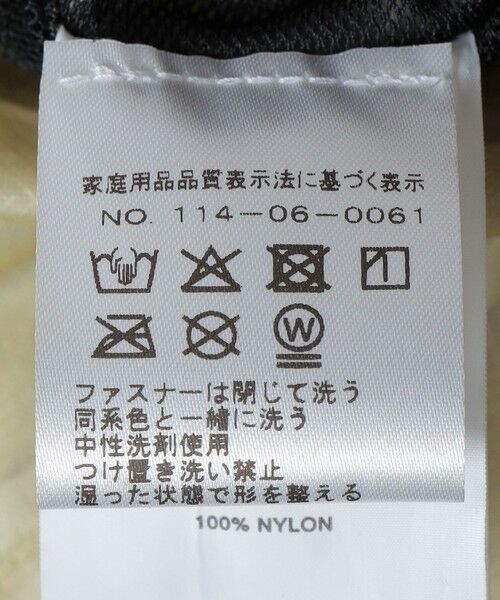 家庭用品品質表示法に基づく表示
NO. 114-06-0061
W
ファスナーは閉じて洗う
同系色と一緒に洗う
中性洗剤使用
つけ置き洗い禁止
湿った状態で形を整える
100% NYLON